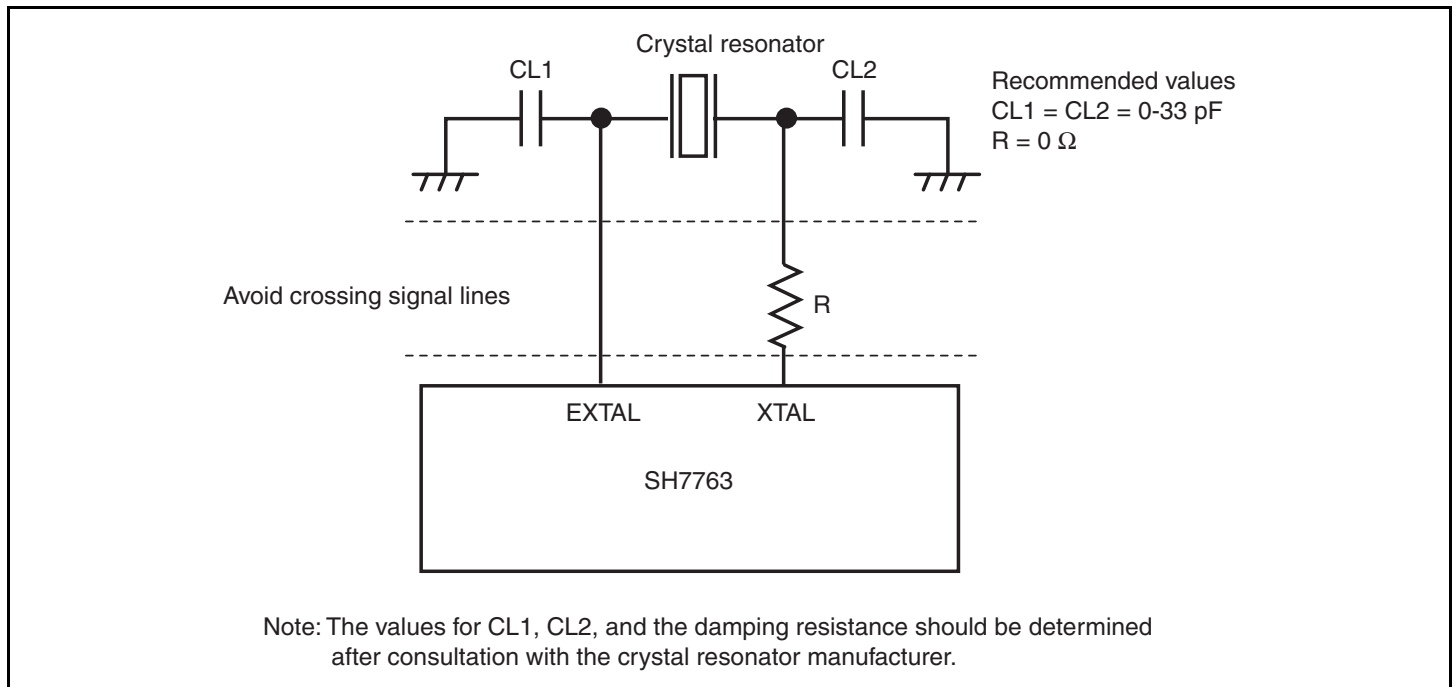 Crystal resonator
CL1
CL2
Recommended values
CL1 = CL2 = 0-33 pF
R = 0 Ω
Avoid crossing signal lines
R
EXTAL
XTAL
SH7763
Note: The values for CL1, CL2, and the damping resistance should be determined
after consultation with the crystal resonator manufacturer.